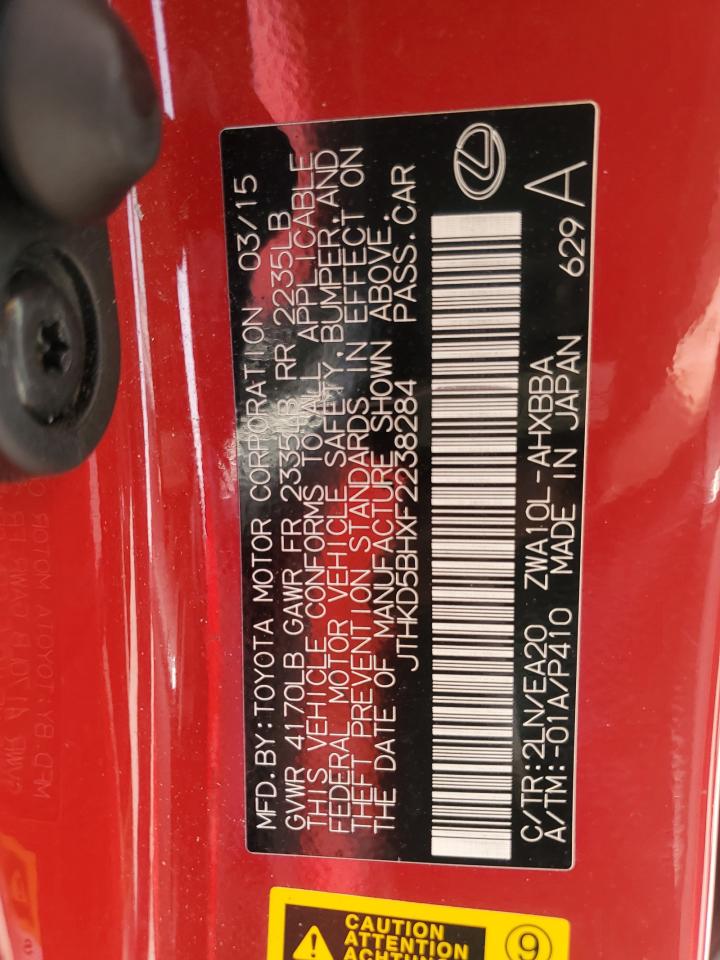 MFD.BY:TOYOTA MOTOR CORPORATION 03/15
GVWR 4170LB GAWR FR 2335LB RR 2235LB
THIS VEHICLE CONFORMS TO ALL APPLICABLE
FEDERAL MOTOR VEHICLE SAFETY,BUMPER,AND
THEFT PREVENTION STANDARDS IN EFFECT ON
THE DATE OF MANUFACTURE SHOWN ABOVE.
JTHKD5BHXF2238284 PASS.CAR
C/TR:2LN/EA20 ZWA10L-AHXBBA 629 A
A/TM:-01A/P410 MADE IN JAPAN
CAUTION
ATTENTION
ACHTUNG
9